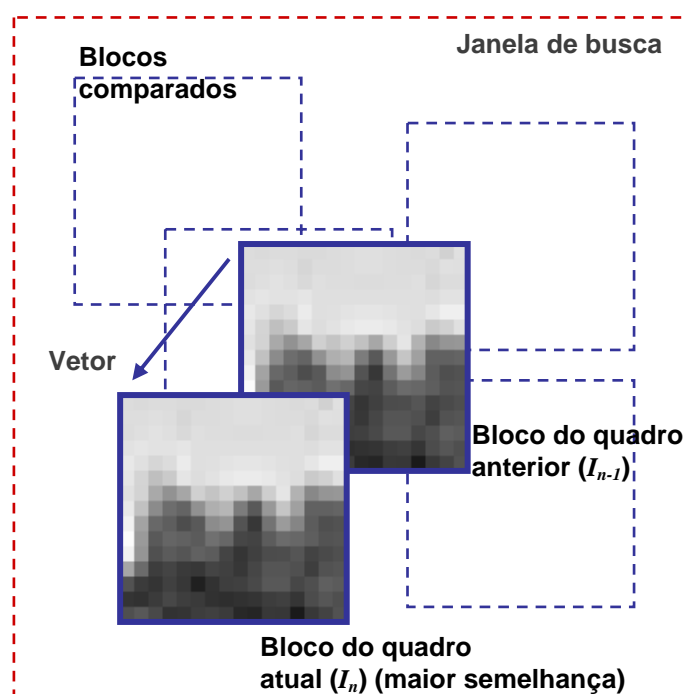 Janela de busca
Blocos
comparados
Vetor
Bloco do quadro
anterior (Iₙ₋₁)
Bloco do quadro
atual (Iₙ) (maior semelhança)